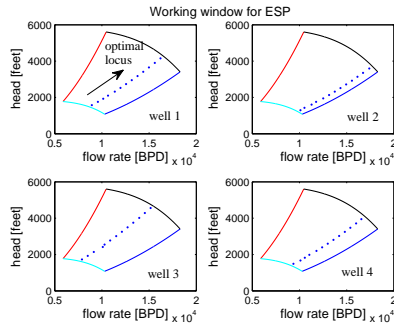 Working window for ESP
head [feet]
6000
4000
2000
0
optimal
locus
well 1
0.5
1
1.5
2
flow rate [BPD]
x 10^4
head [feet]
6000
4000
2000
0
well 2
0.5
1
1.5
2
flow rate [BPD]
x 10^4
head [feet]
6000
4000
2000
0
well 3
0.5
1
1.5
2
flow rate [BPD]
x 10^4
head [feet]
6000
4000
2000
0
well 4
0.5
1
1.5
2
flow rate [BPD]
x 10^4